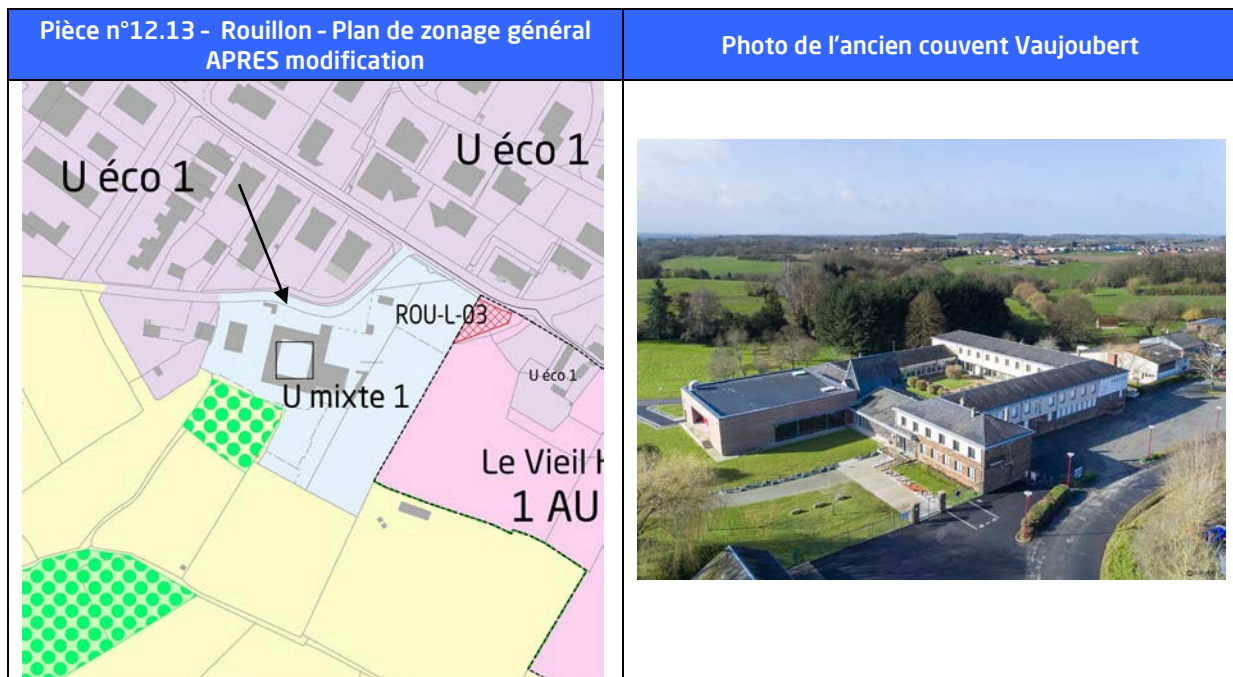 Pièce n°12.13 - Rouillon - Plan de zonage général
APRES modification
Photo de l'ancien couvent Vaujoubert
U éco 1
U éco 1
ROU-L-03
U éco 1
U mixte 1
Le Vieil H
1 AU